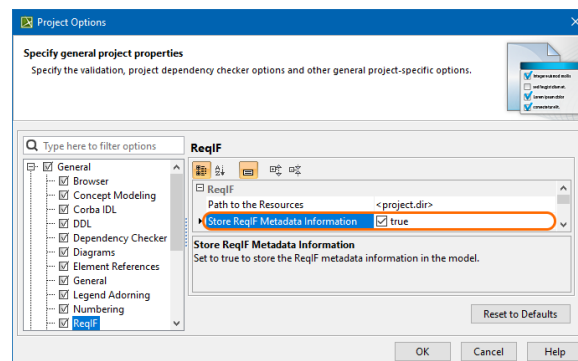 Project Options
Specify general project properties
Specify the validation, project dependency checker options and other general project-specific options.
Type here to filter options
General
Browser
Concept Modeling
Corba IDL
DDL
Dependency Checker
Diagrams
Element References
General
Legend Adorning
Numbering
ReqIF
ReqIF
ReqIF
Path to the Resources <project.dir>
Store ReqIF Metadata Information true
Store ReqIF Metadata Information
Set to true to store the ReqIF metadata information in the model.
Reset to Defaults
OK Cancel Help